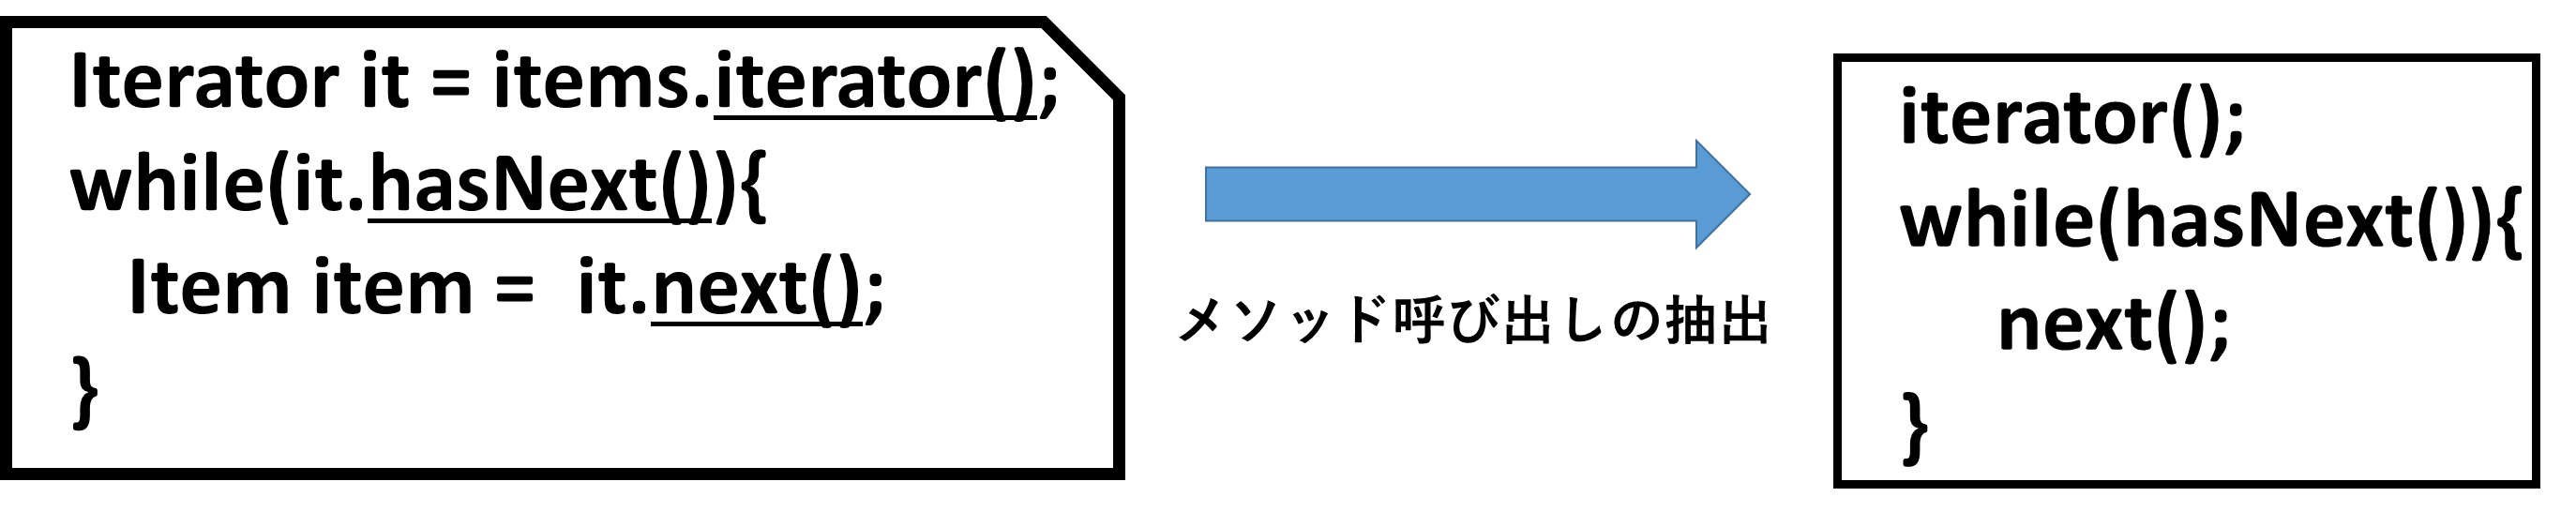 Iterator it = items.iterator();
while(it.hasNext()){
Item item =  it.next();
}
メソッド呼び出しの抽出
iterator();
while(hasNext()){
next();
}